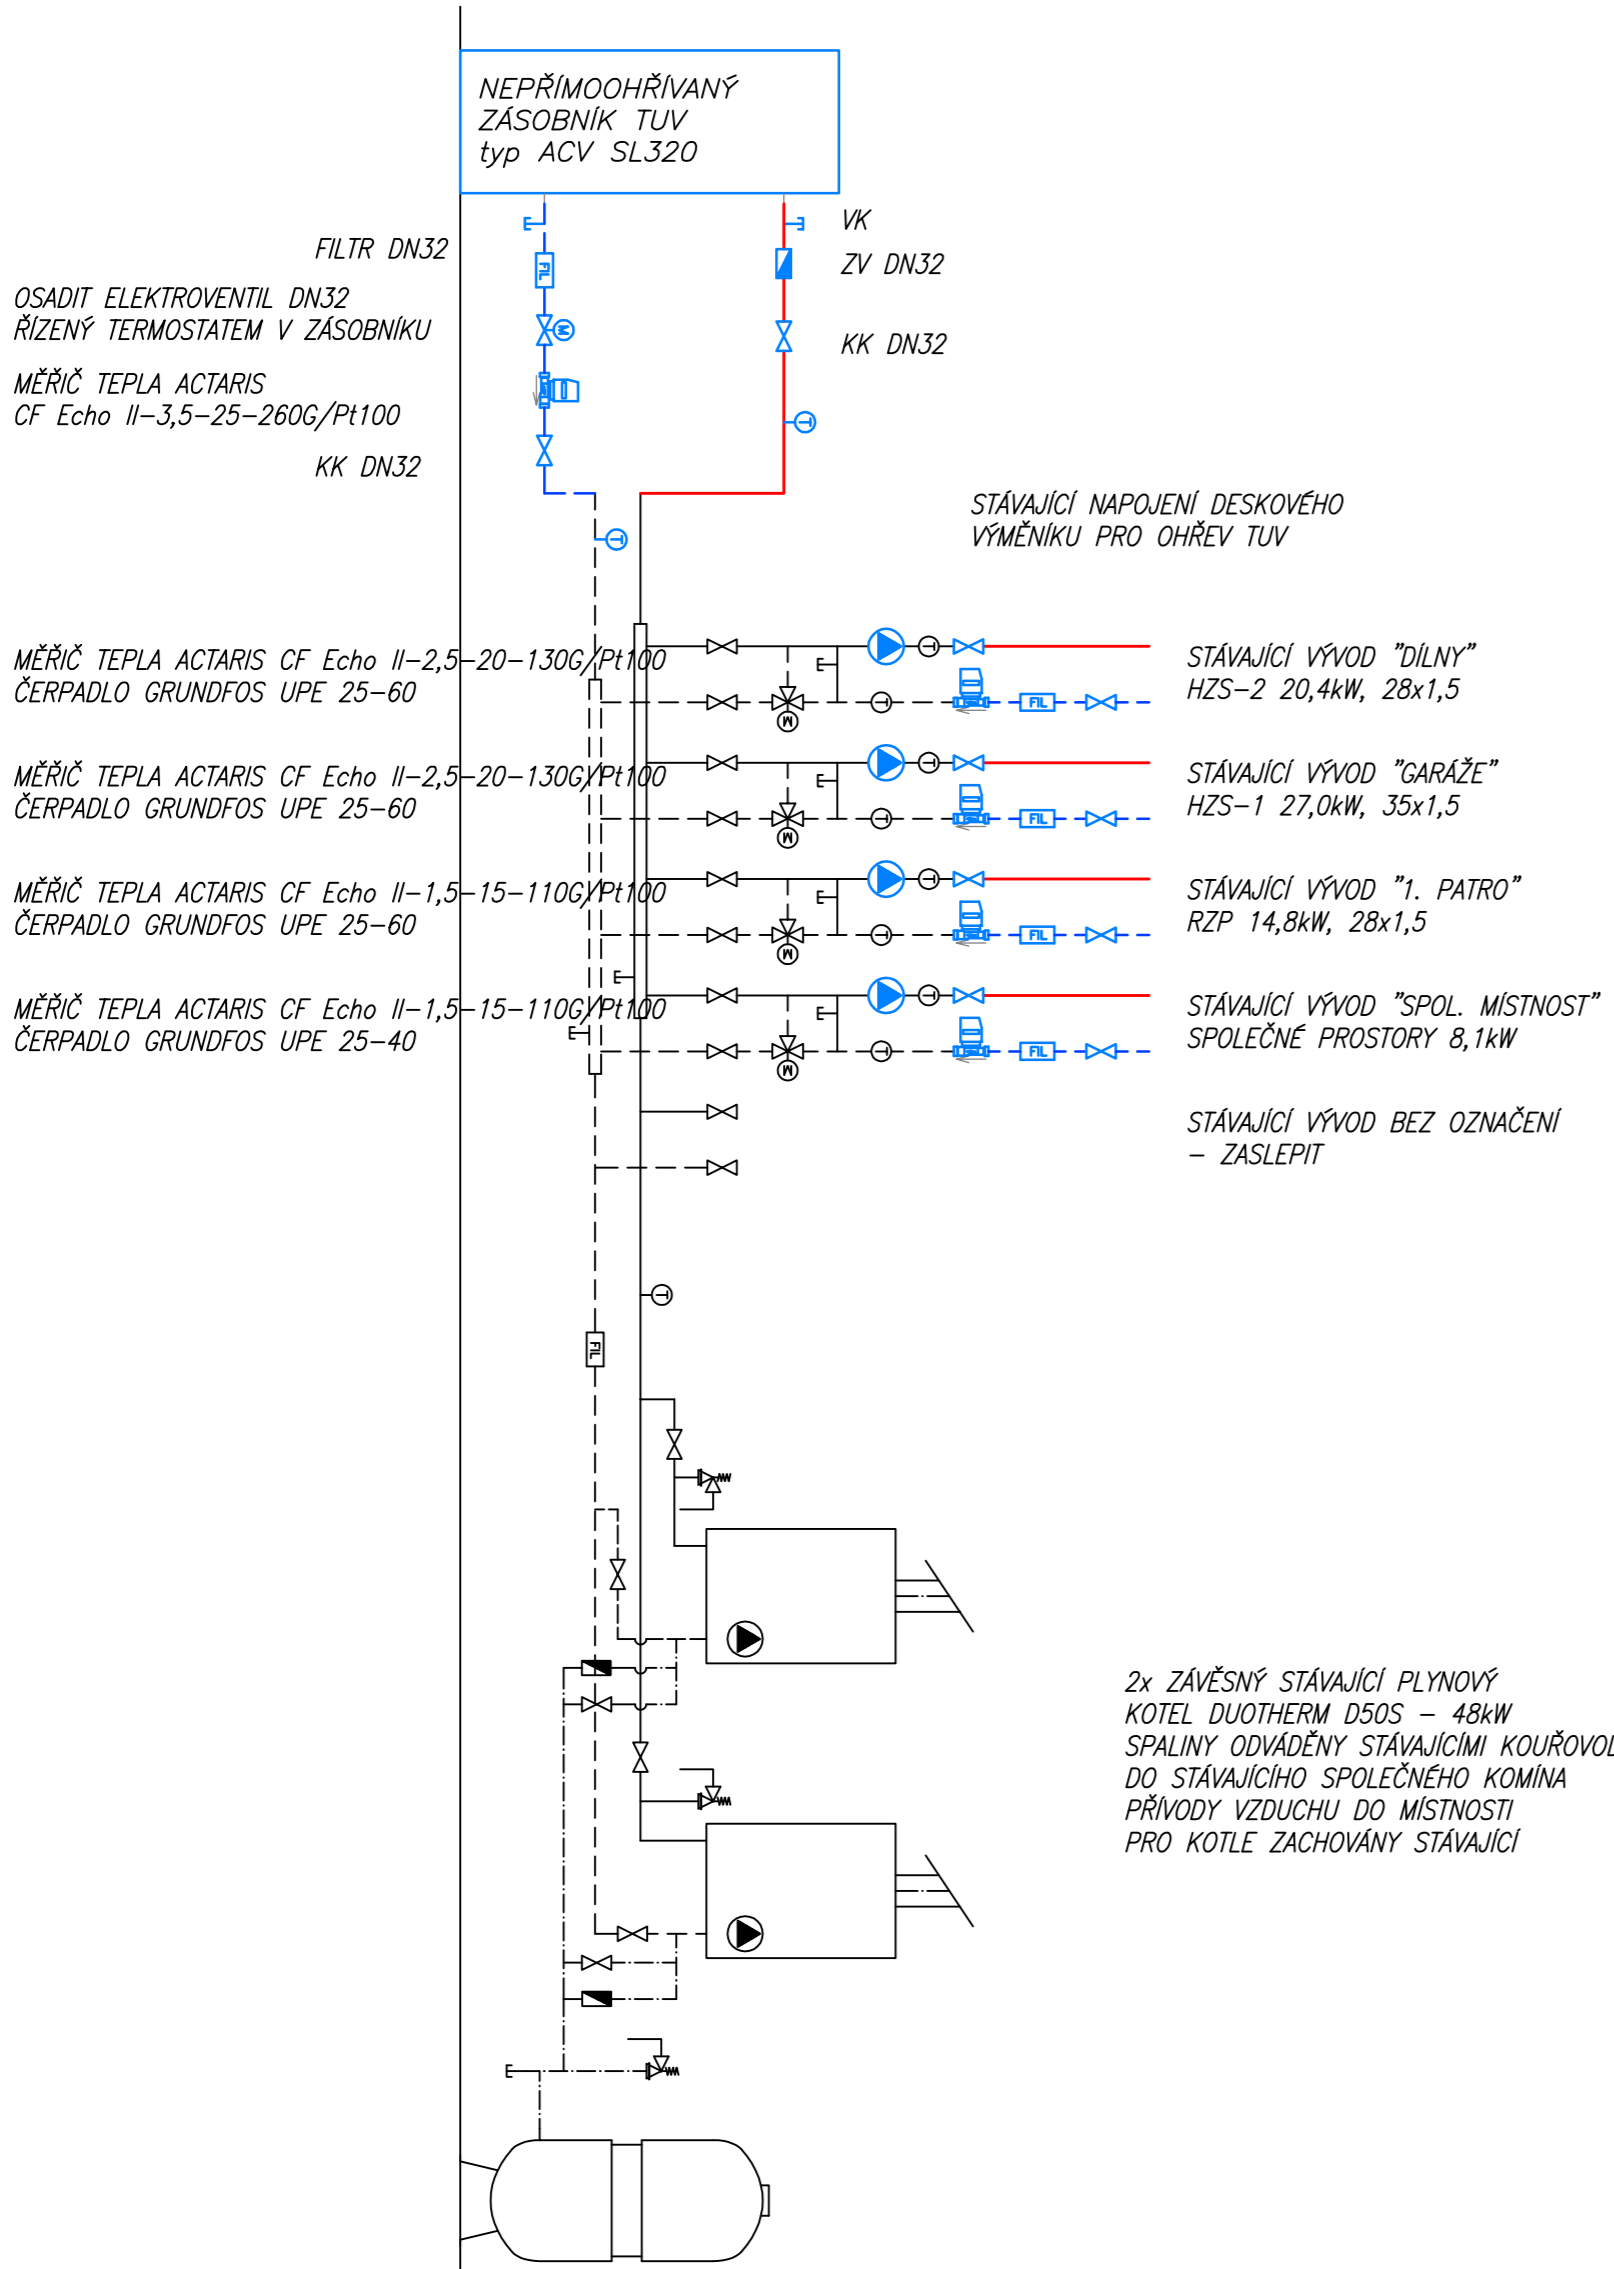 NEPŘÍMOOHŘÍVANÝ
ZÁSOBNÍK TUV
typ ACV SL320
VK
FILTR DN32
ZV DN32
FIL
OSADIT ELEKTROVENTIL DN32
ŘÍZENÝ TERMOSTATEM V ZÁSOBNÍKU
M
KK DN32
MĚŘIČ TEPLA ACTARIS
CF Echo II-3,5-25-260G/Pt100
T
KK DN32
STÁVAJÍCÍ NAPOJENÍ DESKOVÉHO
VÝMĚNÍKU PRO OHŘEV TUV
T
MĚŘIČ TEPLA ACTARIS CF Echo II-2,5-20-130G/Pt100
ČERPADLO GRUNDFOS UPE 25-60
T
T
FIL
M
STÁVAJÍCÍ VÝVOD "DÍLNY"
HZS-2 20,4kW, 28x1,5
MĚŘIČ TEPLA ACTARIS CF Echo II-2,5-20-130G/Pt100
ČERPADLO GRUNDFOS UPE 25-60
T
T
FIL
M
STÁVAJÍCÍ VÝVOD "GARÁŽE"
HZS-1 27,0kW, 35x1,5
MĚŘIČ TEPLA ACTARIS CF Echo II-1,5-15-110G/Pt100
ČERPADLO GRUNDFOS UPE 25-60
T
T
FIL
M
STÁVAJÍCÍ VÝVOD "1. PATRO"
RZP 14,8kW, 28x1,5
MĚŘIČ TEPLA ACTARIS CF Echo II-1,5-15-110G/Pt100
ČERPADLO GRUNDFOS UPE 25-40
T
T
FIL
M
STÁVAJÍCÍ VÝVOD "SPOL. MÍSTNOST"
SPOLEČNÉ PROSTORY 8,1kW
STÁVAJÍCÍ VÝVOD BEZ OZNAČENÍ
- ZASLEPIT
T
FIL
2x ZÁVĚSNÝ STÁVAJÍCÍ PLYNOVÝ
KOTEL DUOTHERM D50S - 48kW
SPALINY ODVÁDĚNY STÁVAJÍCÍMI KOUŘOVOD
DO STÁVAJÍCÍHO SPOLEČNÉHO KOMÍNA
PŘÍVODY VZDUCHU DO MÍSTNOSTI
PRO KOTLE ZACHOVÁNY STÁVAJÍCÍ